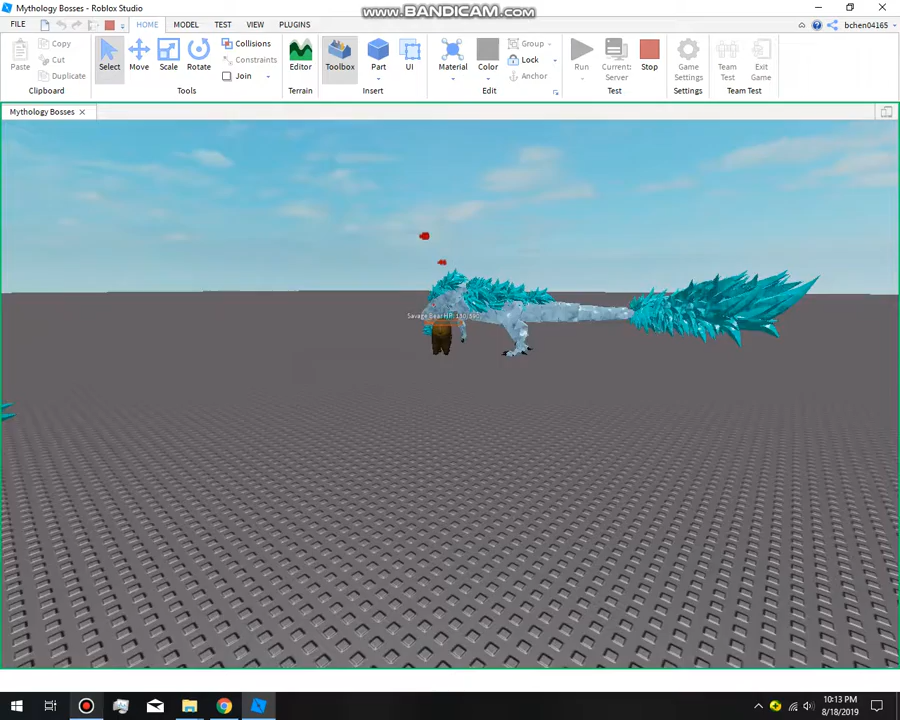 Mythology Bosses - Roblox Studio
www.BANDICAM.com
FILE
HOME
MODEL
TEST
VIEW
PLUGINS
bchen04165
Paste
Copy
Cut
Duplicate
Clipboard
Select
Move
Scale
Rotate
Collisions
Constraints
Join
Tools
Editor
Terrain
Toolbox
Part
UI
Insert
Material
Color
Group
Lock
Anchor
Edit
Run
Current: Server
Stop
Test
Game Settings
Settings
Team Test
Exit Game
Team Test
Mythology Bosses
Savage Bear
10:13 PM
8/18/2019